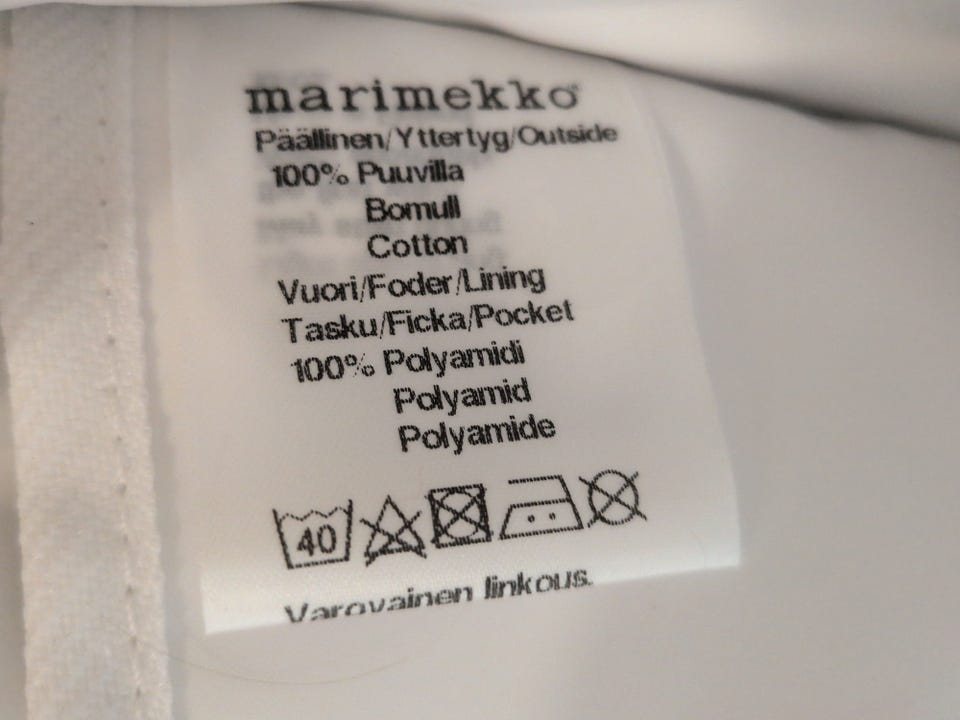 marimekko®
Päällinen/Yttertyg/Outside
100% Puuvilla
Bomull
Cotton
Vuori/Foder/Lining
Tasku/Ficka/Pocket
100% Polyamidi
Polyamid
Polyamide
40
Varovainen linkous.